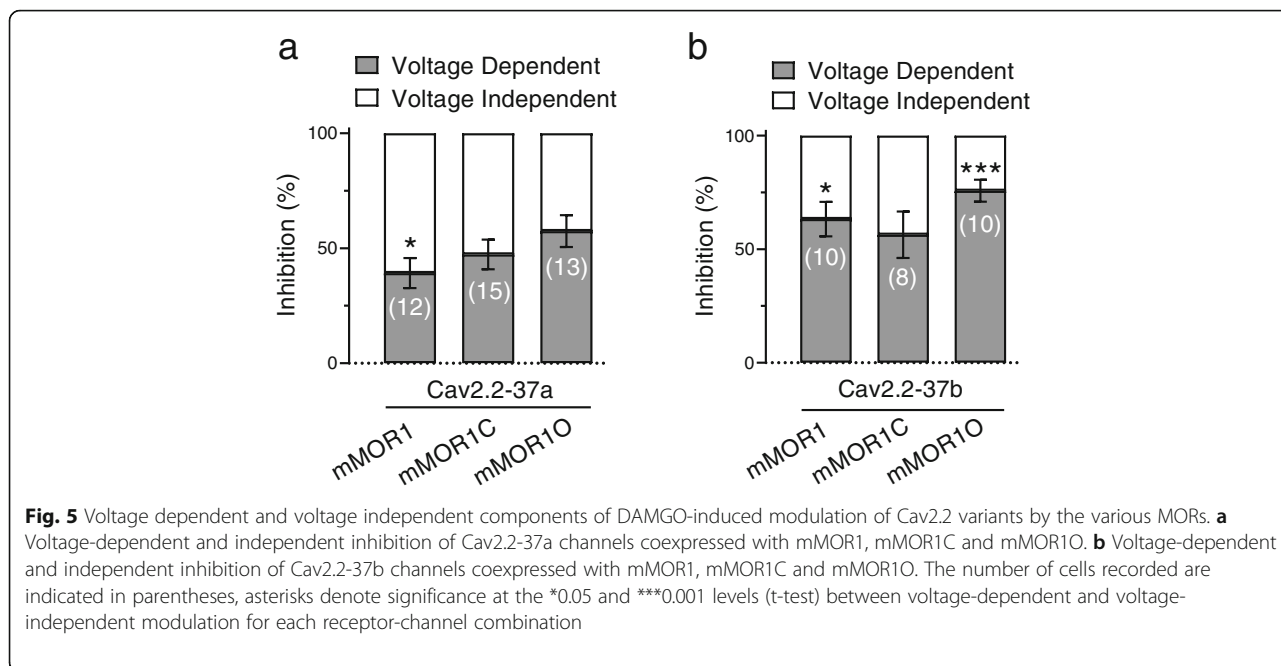 a
Voltage Dependent
Voltage Independent
100
50
0
Inhibition (%)
*
(12)
(15)
(13)
Cav2.2-37a
mMOR1
mMOR1C
mMOR1O
b
Voltage Dependent
Voltage Independent
100
50
0
Inhibition (%)
*
***
(10)
(8)
(10)
Cav2.2-37b
mMOR1
mMOR1C
mMOR1O
Fig. 5 Voltage dependent and voltage independent components of DAMGO-induced modulation of Cav2.2 variants by the various MORs. a
Voltage-dependent and independent inhibition of Cav2.2-37a channels coexpressed with mMOR1, mMOR1C and mMOR1O. b Voltage-dependent
and independent inhibition of Cav2.2-37b channels coexpressed with mMOR1, mMOR1C and mMOR1O. The number of cells recorded are
indicated in parentheses, asterisks denote significance at the *0.05 and ***0.001 levels (t-test) between voltage-dependent and voltage-
independent modulation for each receptor-channel combination